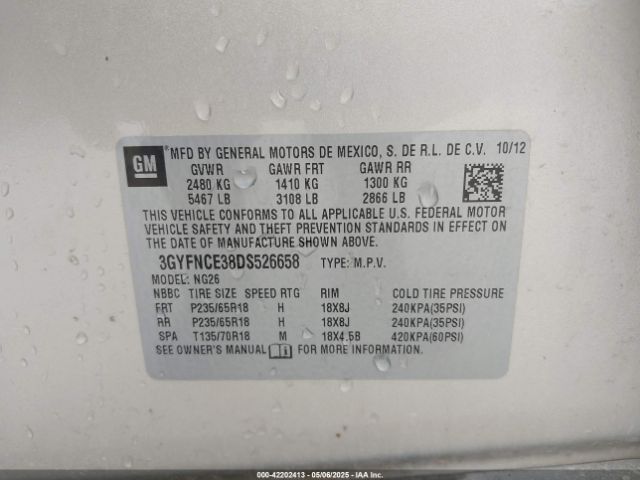 GM
MFD BY GENERAL MOTORS DE MEXICO, S. DE R.L. DE C.V. 10/12
GVWR GAWR FRT GAWR RR
2480 KG 1410 KG 1300 KG
5467 LB 3108 LB 2866 LB
THIS VEHICLE CONFORMS TO ALL APPLICABLE U.S. FEDERAL MOTOR
VEHICLE SAFETY AND THEFT PREVENTION STANDARDS IN EFFECT ON
THE DATE OF MANUFACTURE SHOWN ABOVE.
3GYFNCE38DS526658 TYPE: M.P.V.
MODEL: NG26
NBBC TIRE SIZE SPEED RTG RIM COLD TIRE PRESSURE
FRT P235/65R18 H 18X8J 240KPA(35PSI)
RR P235/65R18 H 18X8J 240KPA(35PSI)
SPA T135/70R18 M 18X4.5B 420KPA(60PSI)
SEE OWNER'S MANUAL FOR MORE INFORMATION.
000-42202413 - 05/06/2025 - IAA Inc.